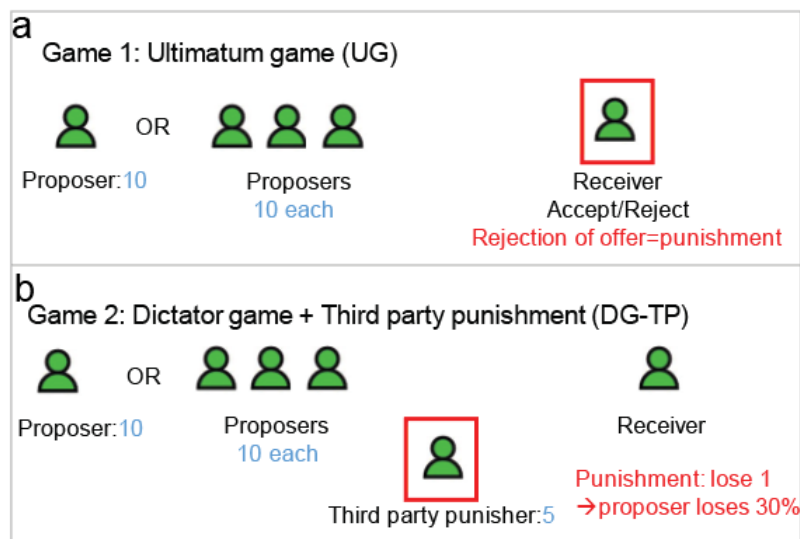 a
Game 1: Ultimatum game (UG)
OR
Proposer:10
Proposers
10 each
Receiver
Accept/Reject
Rejection of offer=punishment
b
Game 2: Dictator game + Third party punishment (DG-TP)
OR
Proposer:10
Proposers
10 each
Receiver
Third party punisher:5
Punishment: lose 1
→proposer loses 30%